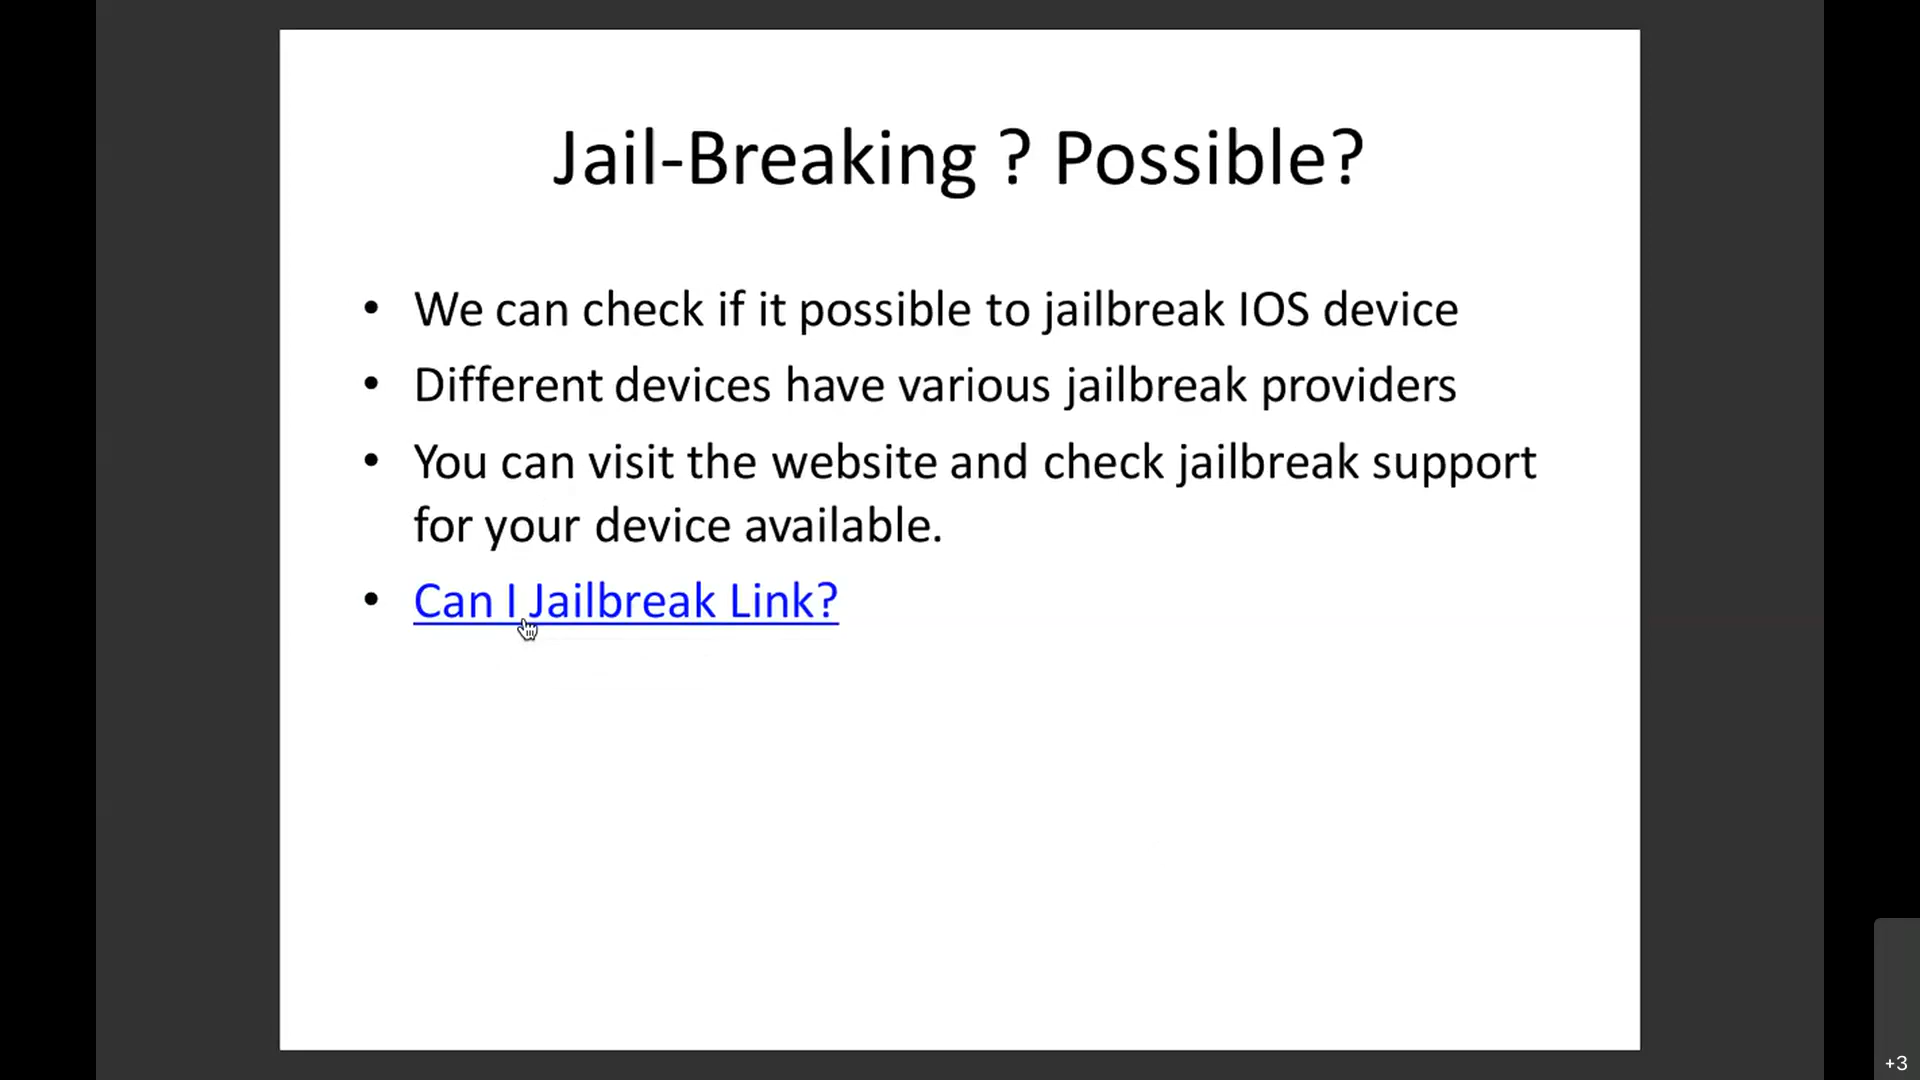 Jail-Breaking ? Possible?
• We can check if it possible to jailbreak IOS device
• Different devices have various jailbreak providers
• You can visit the website and check jailbreak support
for your device available.
• Can I Jailbreak Link?
+3